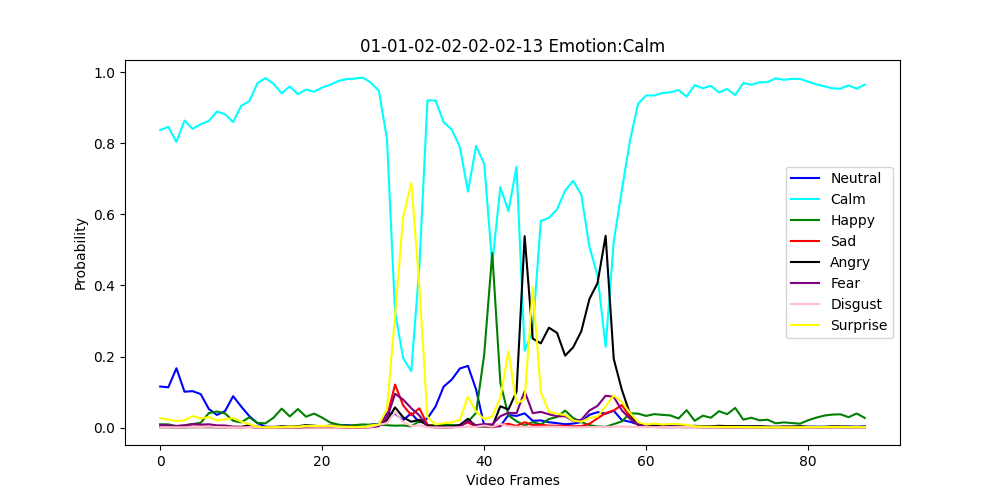 01-01-02-02-02-02-13 Emotion:Calm
1.0
0.8
0.6
0.4
0.2
0.0
Probability
0
20
40
60
80
Video Frames
Neutral
Calm
Happy
Sad
Angry
Fear
Disgust
Surprise